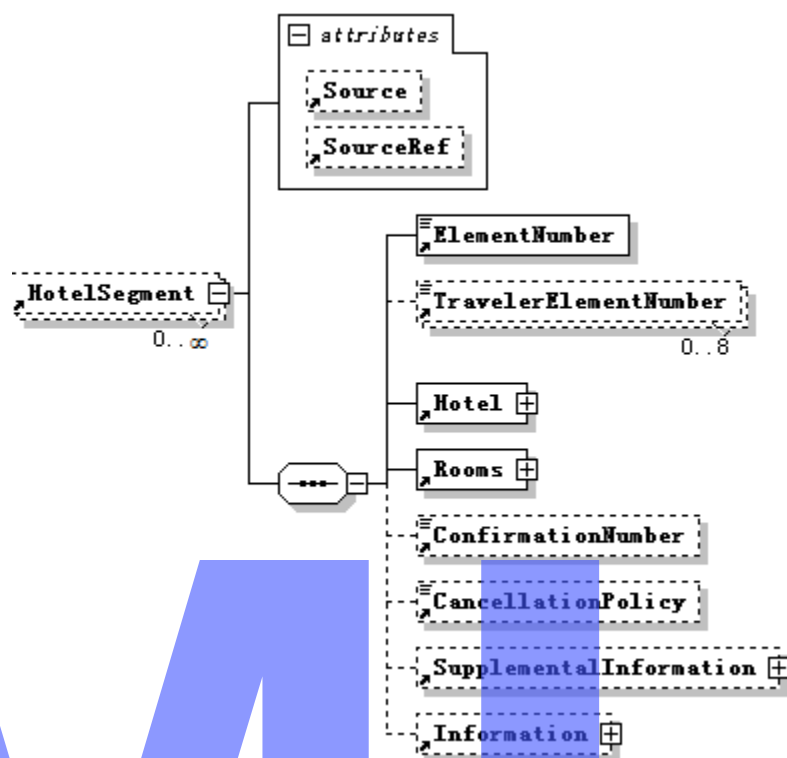 attributes
Source
SourceRef
ElementNumber
HotelSegment
0..∞
TravelerElementNumber
0..8
Hotel
Rooms
ConfirmationNumber
CancellationPolicy
SupplementalInformation
Information